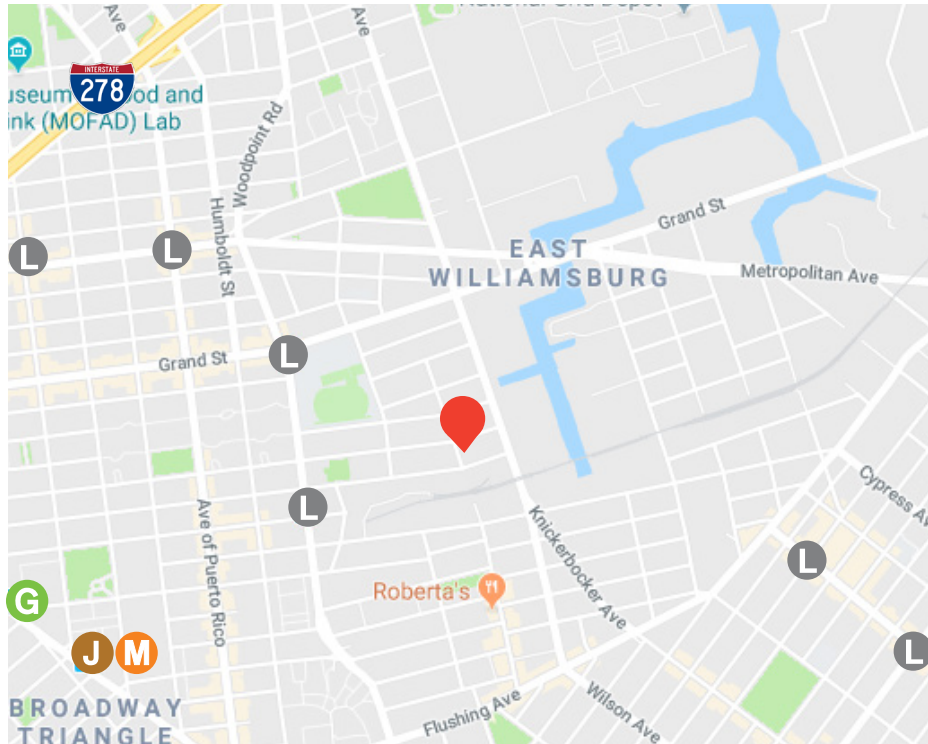 National Grid Depot
Ave
Ave
INTERSTATE
278
useum
od and
ink (MOFAD) Lab
Woodpoint Rd
Humboldt St
Grand St
L
L
EAST
WILLIAMSBURG
Metropolitan Ave
Grand St
L
Cypress Av
Ave of Puerto Rico
L
Knickerbocker Ave
L
Roberta's
G
J
M
L
BROADWAY
TRIANGLE
Flushing Ave
Wilson Ave